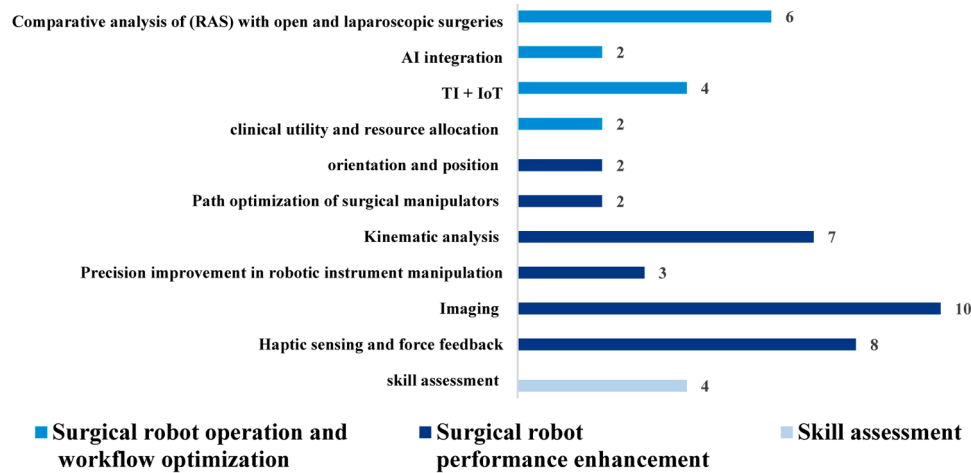 Comparative analysis of (RAS) with open and laparoscopic surgeries 6
AI integration 2
TI + IoT 4
clinical utility and resource allocation 2
orientation and position 2
Path optimization of surgical manipulators 2
Kinematic analysis 7
Precision improvement in robotic instrument manipulation 3
Imaging 10
Haptic sensing and force feedback 8
skill assessment 4
Surgical robot operation and
workflow optimization
Surgical robot
performance enhancement
Skill assessment